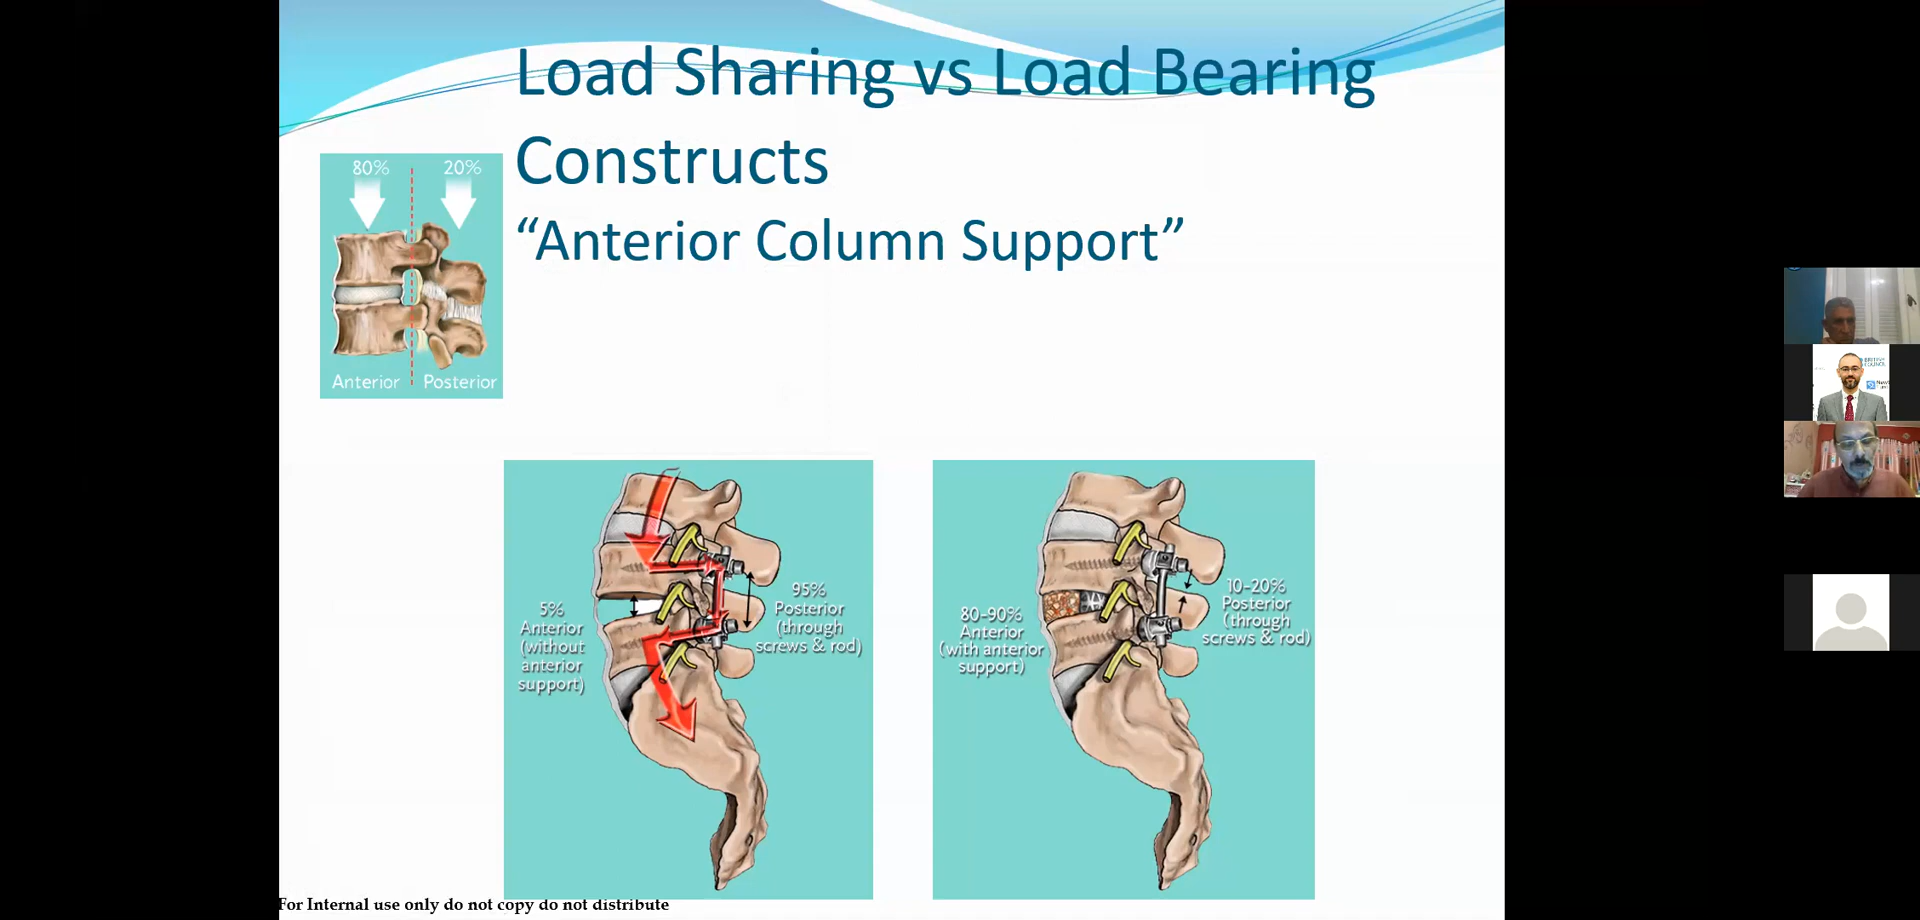 Load Sharing vs Load Bearing
Constructs
“Anterior Column Support”
80%
20%
Anterior
Posterior
5%
Anterior
(without
anterior
support)
95%
Posterior
(through
screws & rod)
80-90%
Anterior
(with anterior
support)
10-20%
Posterior
(through
screws & rod)
For Internal use only do not copy do not distribute